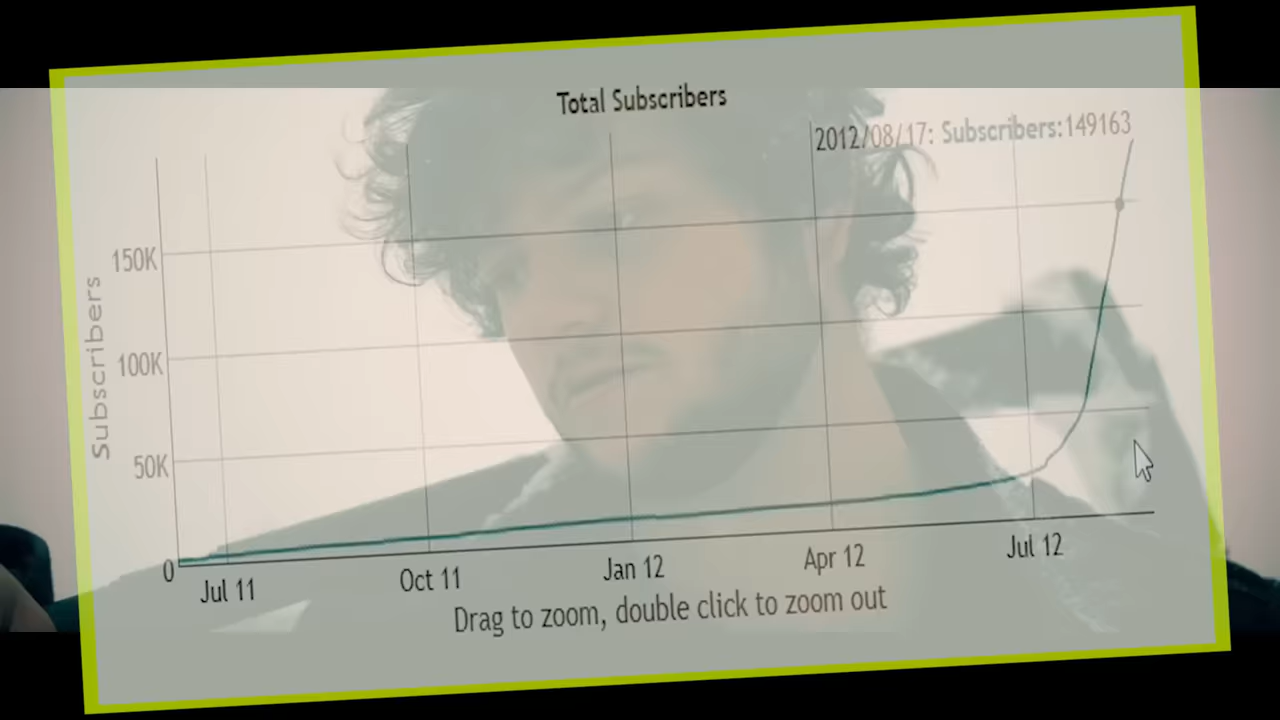 Total Subscribers
2012/08/17: Subscribers:149163
150K
100K
50K
0
Subscribers
Jul 11
Oct 11
Jan 12
Apr 12
Jul 12
Drag to zoom, double click to zoom out